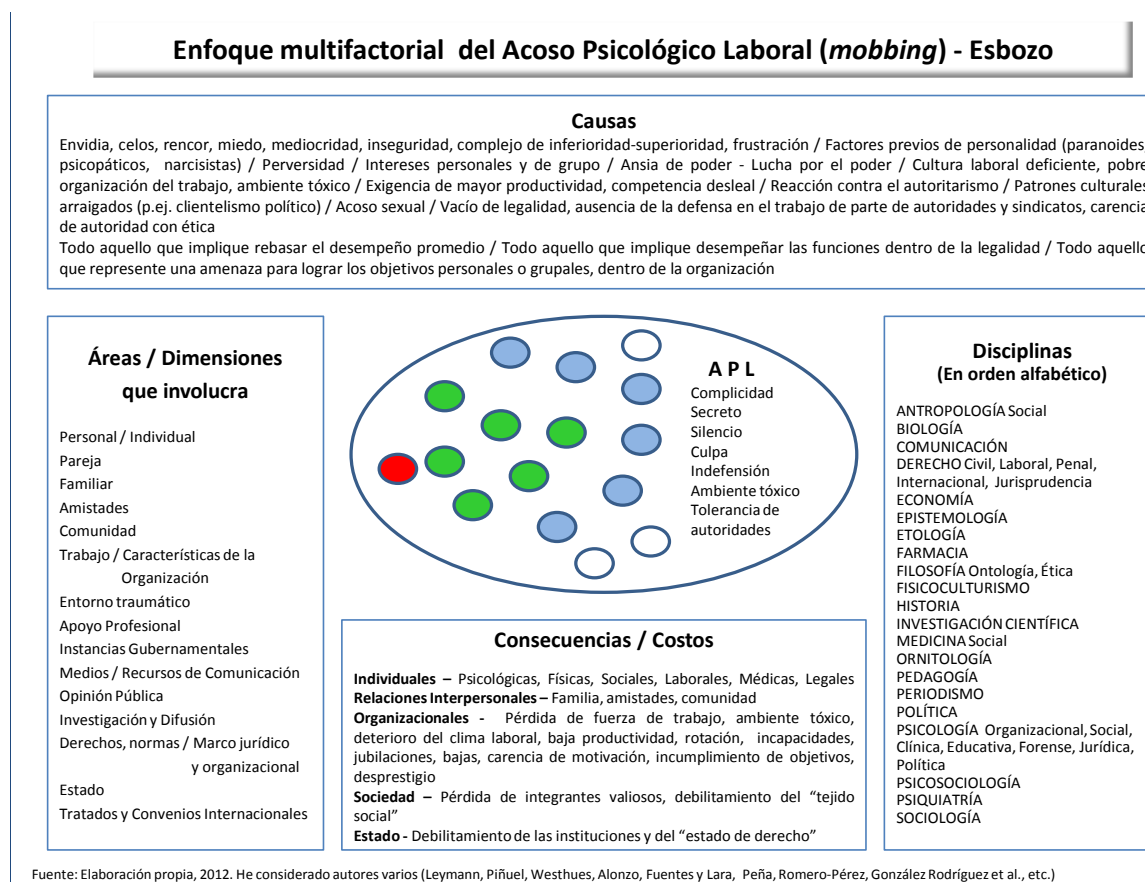 Enfoque multifactorial del Acoso Psicológico Laboral (mobbing) - Esbozo
Causas
Envidia, celos, rencor, miedo, mediocridad, inseguridad, complejo de inferioridad-superioridad, frustración / Factores previos de personalidad (paranoides,
psicopáticos, narcisistas) / Perversidad / Intereses personales y de grupo / Ansia de poder - Lucha por el poder / Cultura laboral deficiente, pobre
organización del trabajo, ambiente tóxico / Exigencia de mayor productividad, competencia desleal / Reacción contra el autoritarismo / Patrones culturales
arraigados (p.ej. clientelismo político) / Acoso sexual / Vacío de legalidad, ausencia de la defensa en el trabajo de parte de autoridades y sindicatos, carencia
de autoridad con ética
Todo aquello que implique rebasar el desempeño promedio / Todo aquello que implique desempeñar las funciones dentro de la legalidad / Todo aquello
que represente una amenaza para lograr los objetivos personales o grupales, dentro de la organización
Áreas / Dimensiones
que involucra
Personal / Individual
Pareja
Familiar
Amistades
Comunidad
Trabajo / Características de la
Organización
Entorno traumático
Apoyo Profesional
Instancias Gubernamentales
Medios / Recursos de Comunicación
Opinión Pública
Investigación y Difusión
Derechos, normas / Marco jurídico
y organizacional
Estado
Tratados y Convenios Internacionales
A P L
Complicidad
Secreto
Silencio
Culpa
Indefensión
Ambiente tóxico
Tolerancia de
autoridades
Consecuencias / Costos
Individuales – Psicológicas, Físicas, Sociales, Laborales, Médicas, Legales
Relaciones Interpersonales – Familia, amistades, comunidad
Organizacionales - Pérdida de fuerza de trabajo, ambiente tóxico,
deterioro del clima laboral, baja productividad, rotación, incapacidades,
jubilaciones, bajas, carencia de motivación, incumplimiento de objetivos,
desprestigio
Sociedad – Pérdida de integrantes valiosos, debilitamiento del “tejido
social”
Estado - Debilitamiento de las instituciones y del “estado de derecho”
Disciplinas
(En orden alfabético)
ANTROPOLOGÍA Social
BIOLOGÍA
COMUNICACIÓN
DERECHO Civil, Laboral, Penal,
Internacional, Jurisprudencia
ECONOMÍA
EPISTEMOLOGÍA
ETOLOGÍA
FARMACIA
FILOSOFÍA Ontología, Ética
FISICOCULTURISMO
HISTORIA
INVESTIGACIÓN CIENTÍFICA
MEDICINA Social
ORNITOLOGÍA
PEDAGOGÍA
PERIODISMO
POLÍTICA
PSICOLOGÍA Organizacional, Social,
Clínica, Educativa, Forense, Jurídica,
Política
PSICOSOCIOLOGÍA
PSIQUIATRÍA
SOCIOLOGÍA
Fuente: Elaboración propia, 2012. He considerado autores varios (Leymann, Piñuel, Westhues, Alonzo, Fuentes y Lara, Peña, Romero-Pérez, González Rodríguez et al., etc.)